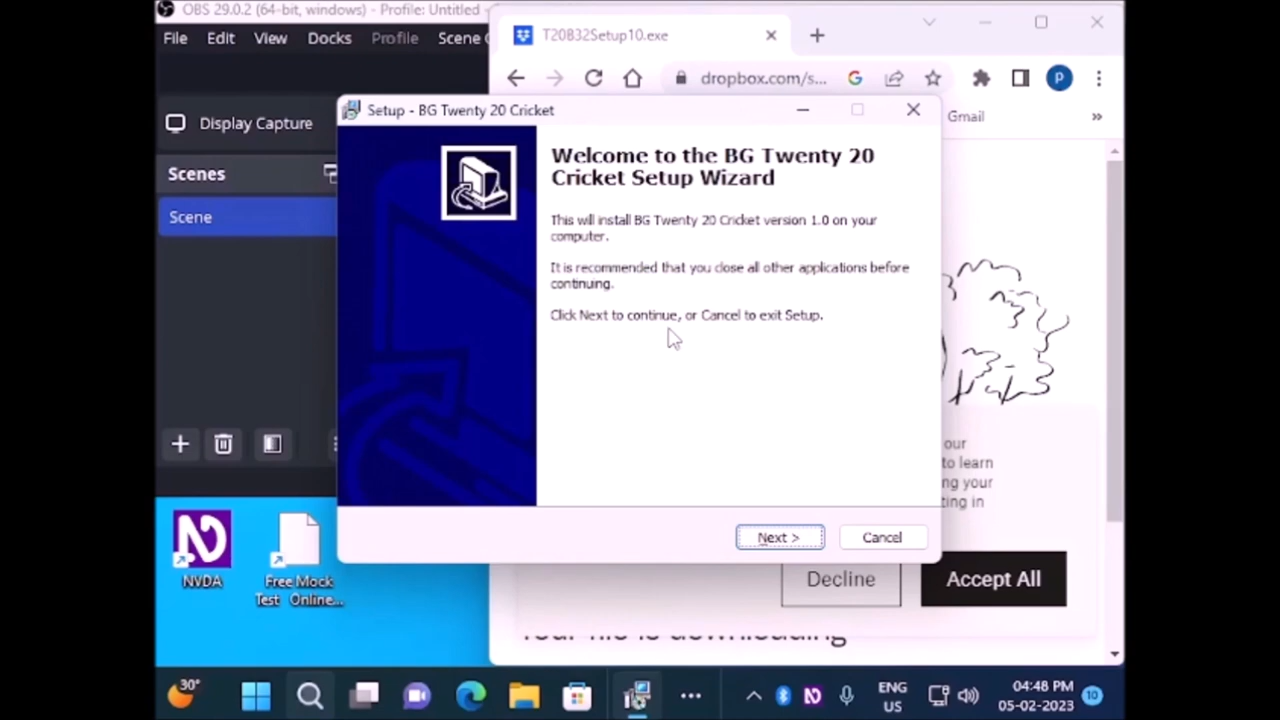 OBS 29.0.2 (64-bit, windows) - Profile: Untitled -
File Edit View Docks Profile Scene
T20B32Setup10.exe
dropbox.com/s...
Gmail
»
Display Capture
Scenes
Scene
Setup - BG Twenty 20 Cricket
Welcome to the BG Twenty 20
Cricket Setup Wizard
This will install BG Twenty 20 Cricket version 1.0 on your
computer.
It is recommended that you close all other applications before
continuing.
Click Next to continue, or Cancel to exit Setup.
Next >
Cancel
our
to learn
ng your
ting in
Decline
Accept All
Your file is downloading
NVDA
Free Mock
Test Online...
30°
ENG
US
04:48 PM
05-02-2023
10